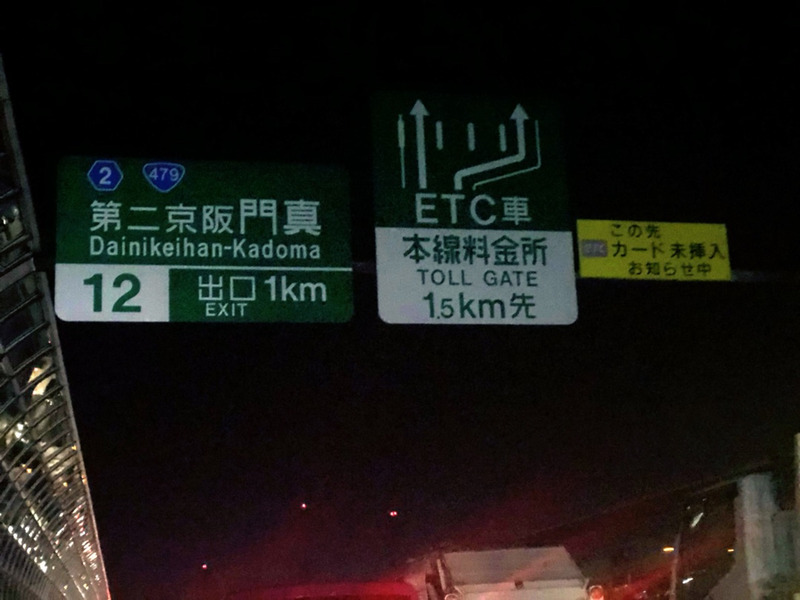 2 479
第二京阪門真
Dainikeihan-Kadoma
12 出口 1km
EXIT
ETC車
本線料金所
TOLL GATE
1.5km先
この先
ETC カード未挿入
お知らせ中